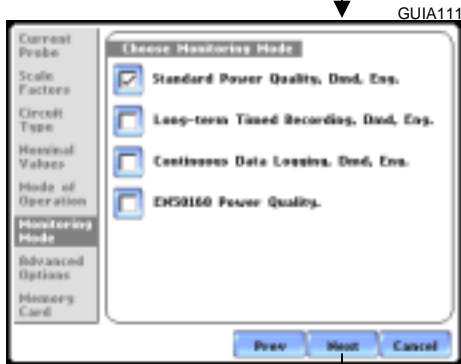 GUIA111
Current
Probe
Scale
Factors
Circuit
Type
Nominal
Values
Mode of
Operation
Monitoring
Mode
Advanced
Options
Memory
Card
Choose Monitoring Mode
Standard Power Quality, Dmd, Eng.
Long-term Timed Recording, Dmd, Eng.
Continuous Data Logging, Dmd, Eng.
EN50160 Power Quality.
Prev Next Cancel